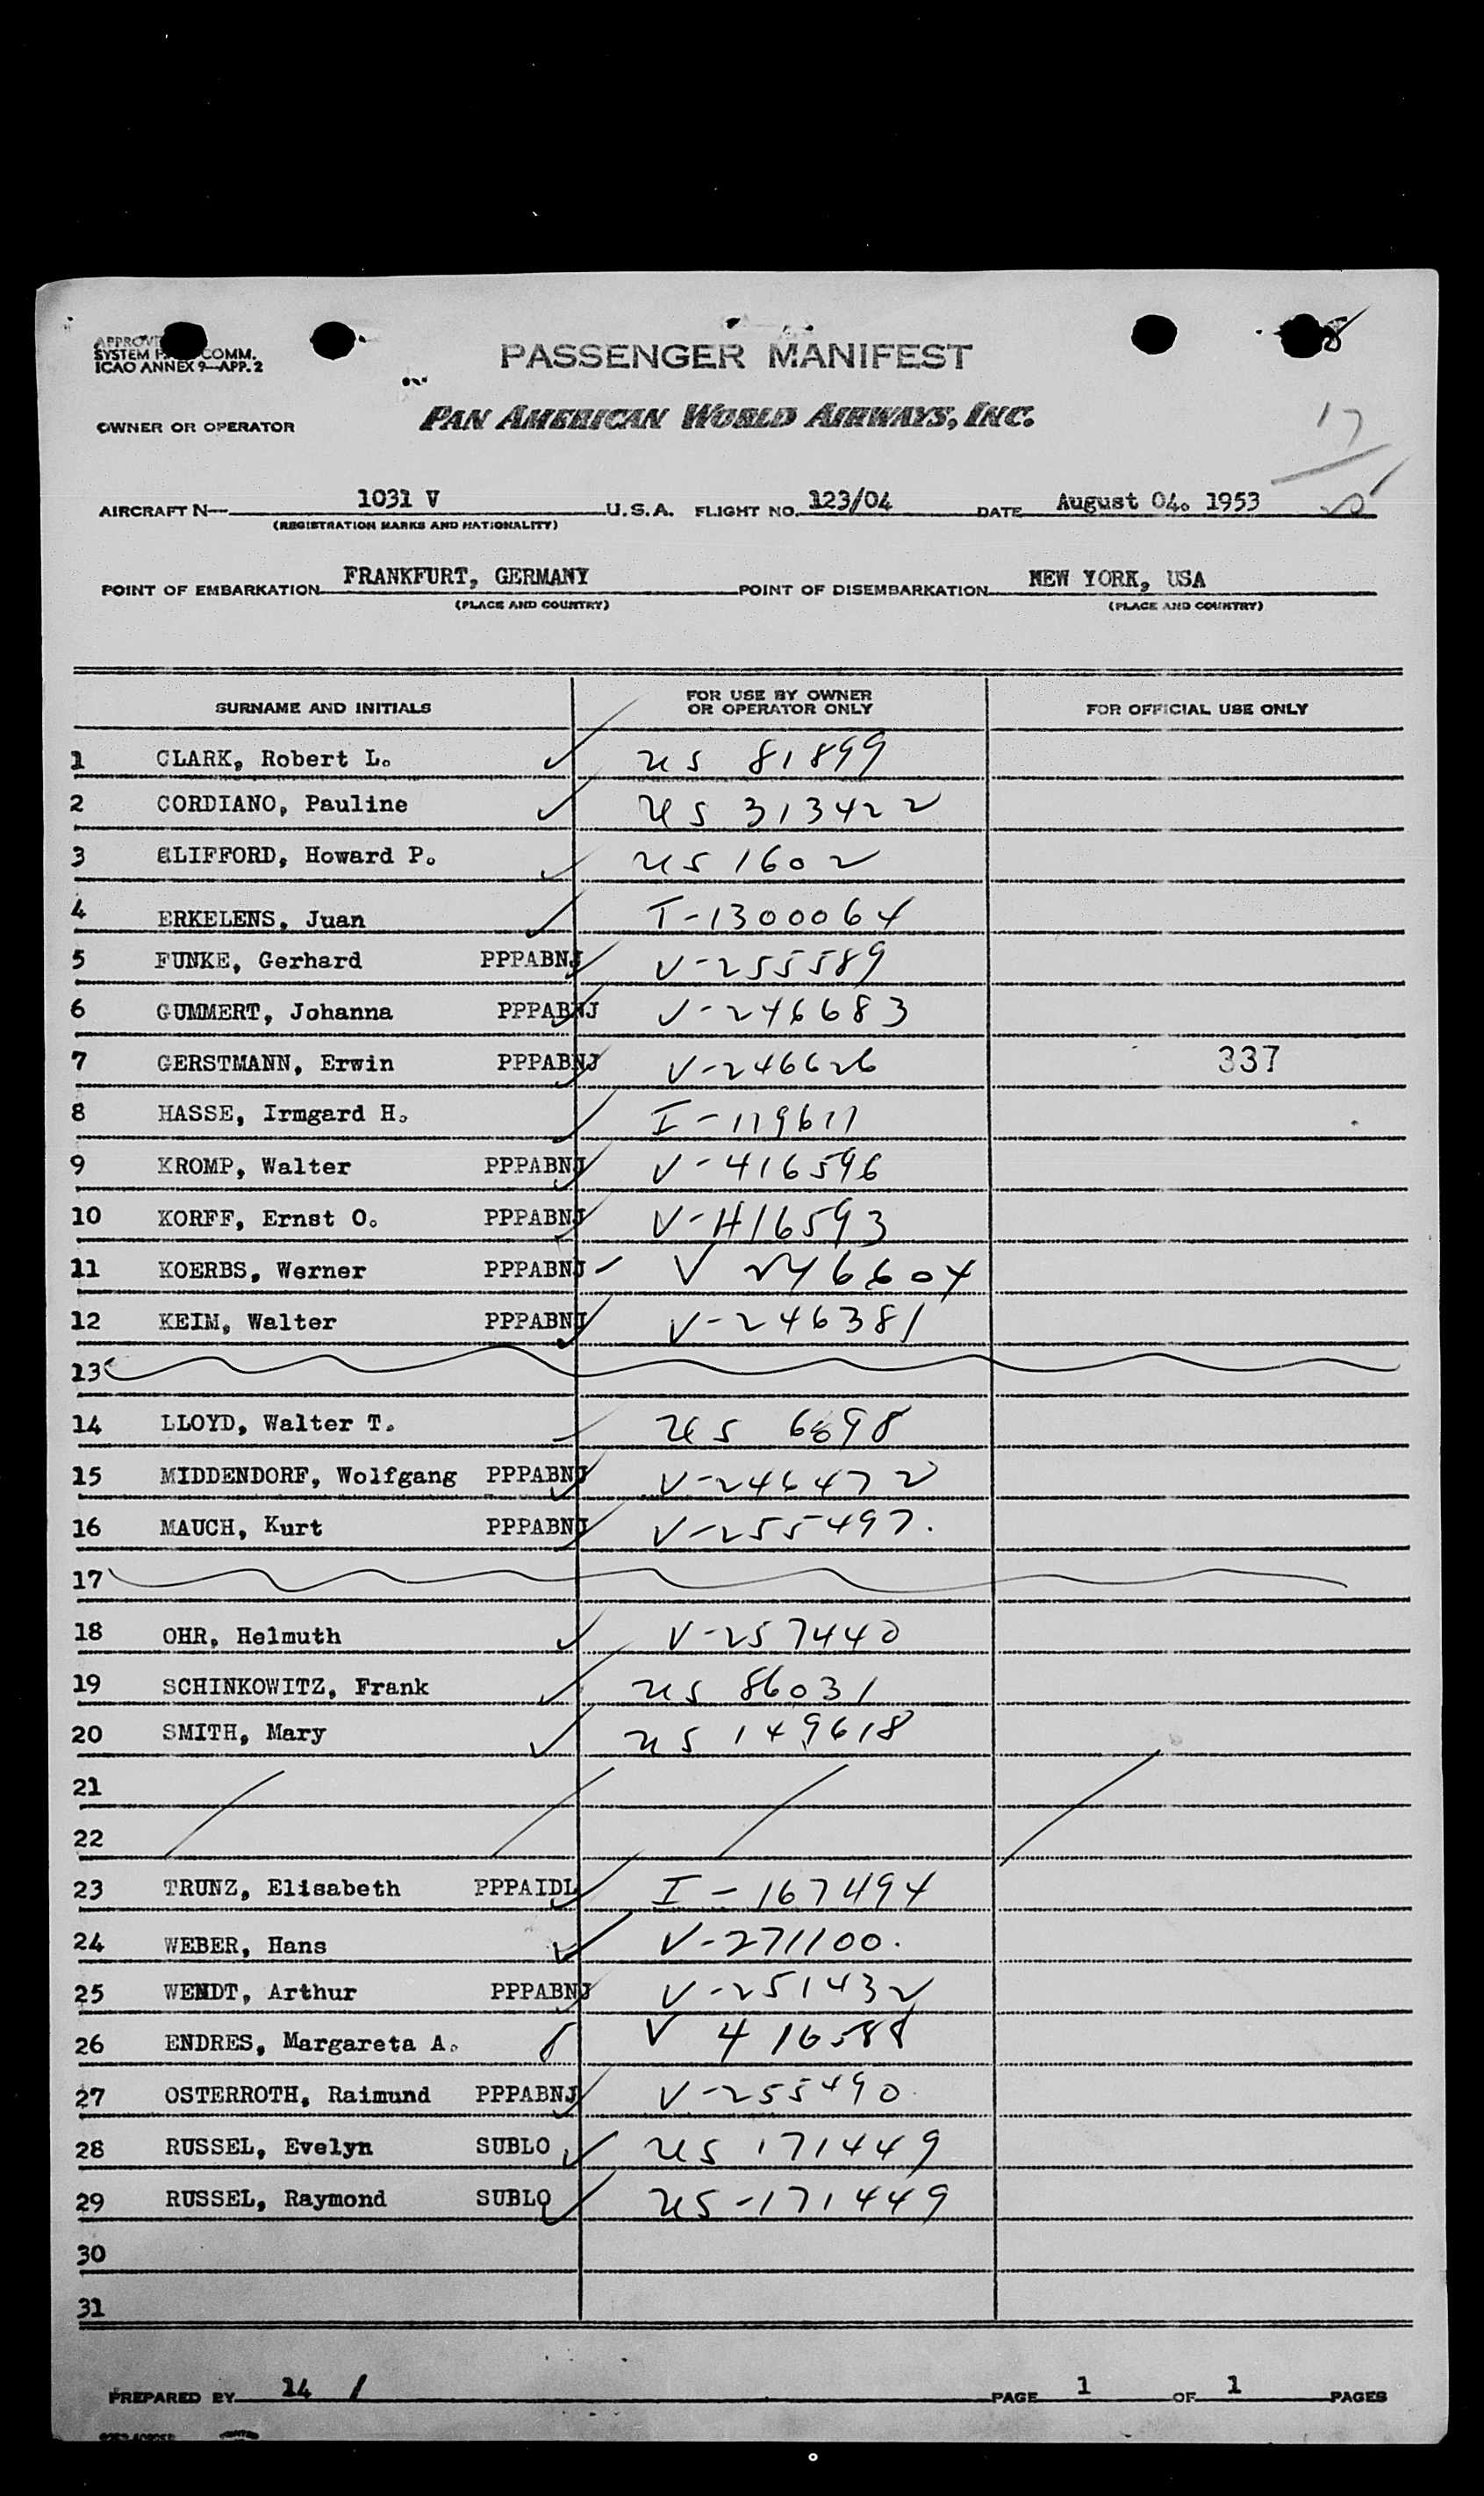 8
APPROVE
SYSTEM F COMM.
ICAO ANNEX 9—APP. 2
PASSENGER MANIFEST
OWNER OR OPERATOR PAN AMERICAN WORLD AIRWAYS, INC.
17
AIRCRAFT N— 1031 V U.S.A. FLIGHT NO. 123/04 DATE August 04. 1953
(REGISTRATION MARKS AND NATIONALITY)
POINT OF EMBARKATION FRANKFURT, GERMANY POINT OF DISEMBARKATION NEW YORK, USA
(PLACE AND COUNTRY) (PLACE AND COUNTRY)
SURNAME AND INITIALS FOR USE BY OWNER OR OPERATOR ONLY FOR OFFICIAL USE ONLY
1 CLARK, Robert L. US 81899
2 CORDIANO, Pauline US 313422
3 CLIFFORD, Howard P. US 1602
4 ERKELENS, Juan T-1300064
5 FUNKE, Gerhard PPPABNJ V-255589
6 GUMMERT, Johanna PPPABNJ V-246683
7 GERSTMANN, Erwin PPPABNJ V-246626 337
8 HASSE, Irmgard H. I-119611
9 KROMP, Walter PPPABNJ V-416596
10 KORFF, Ernst O. PPPABNJ V-416593
11 KOERBS, Werner PPPABNJ V 246604
12 KEIM, Walter PPPABNJ V-246381
13
14 LLOYD, Walter T. US 6698
15 MIDDENDORF, Wolfgang PPPABNJ V-246472
16 MAUCH, Kurt PPPABNJ V-255497.
17
18 OHR, Helmuth V-257440
19 SCHINKOWITZ, Frank US 86031
20 SMITH, Mary US 149618
21
22
23 TRUNZ, Elisabeth PPPAIDL I-167494
24 WEBER, Hans V-271100.
25 WENDT, Arthur PPPABNJ V-251432
26 ENDRES, Margareta A. V 416588
27 OSTERROTH, Raimund PPPABNJ V-255490
28 RUSSEL, Evelyn SUBLO US 171449
29 RUSSEL, Raymond SUBLO US-171449
30
31
PREPARED BY 14 / PAGE 1 OF 1 PAGES